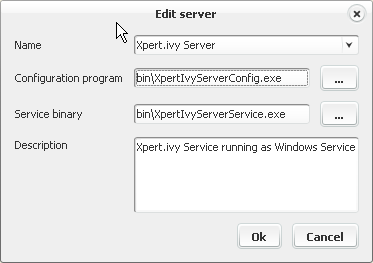 Edit server
Name
Xpert.ivy Server
Configuration program
bin\XpertIvyServerConfig.exe
...
Service binary
bin\XpertIvyServerService.exe
...
Description
Xpert.ivy Service running as Windows Service
Ok
Cancel